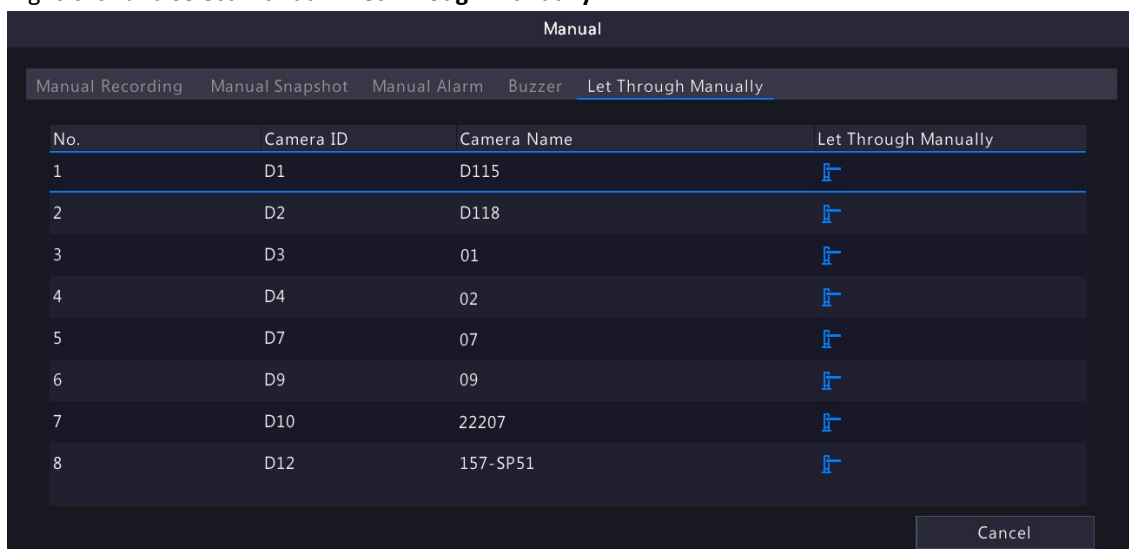 Manual
Manual Recording Manual Snapshot Manual Alarm Buzzer Let Through Manually
No. Camera ID Camera Name Let Through Manually
1 D1 D115
2 D2 D118
3 D3 01
4 D4 02
5 D7 07
6 D9 09
7 D10 22207
8 D12 157-SP51
Cancel